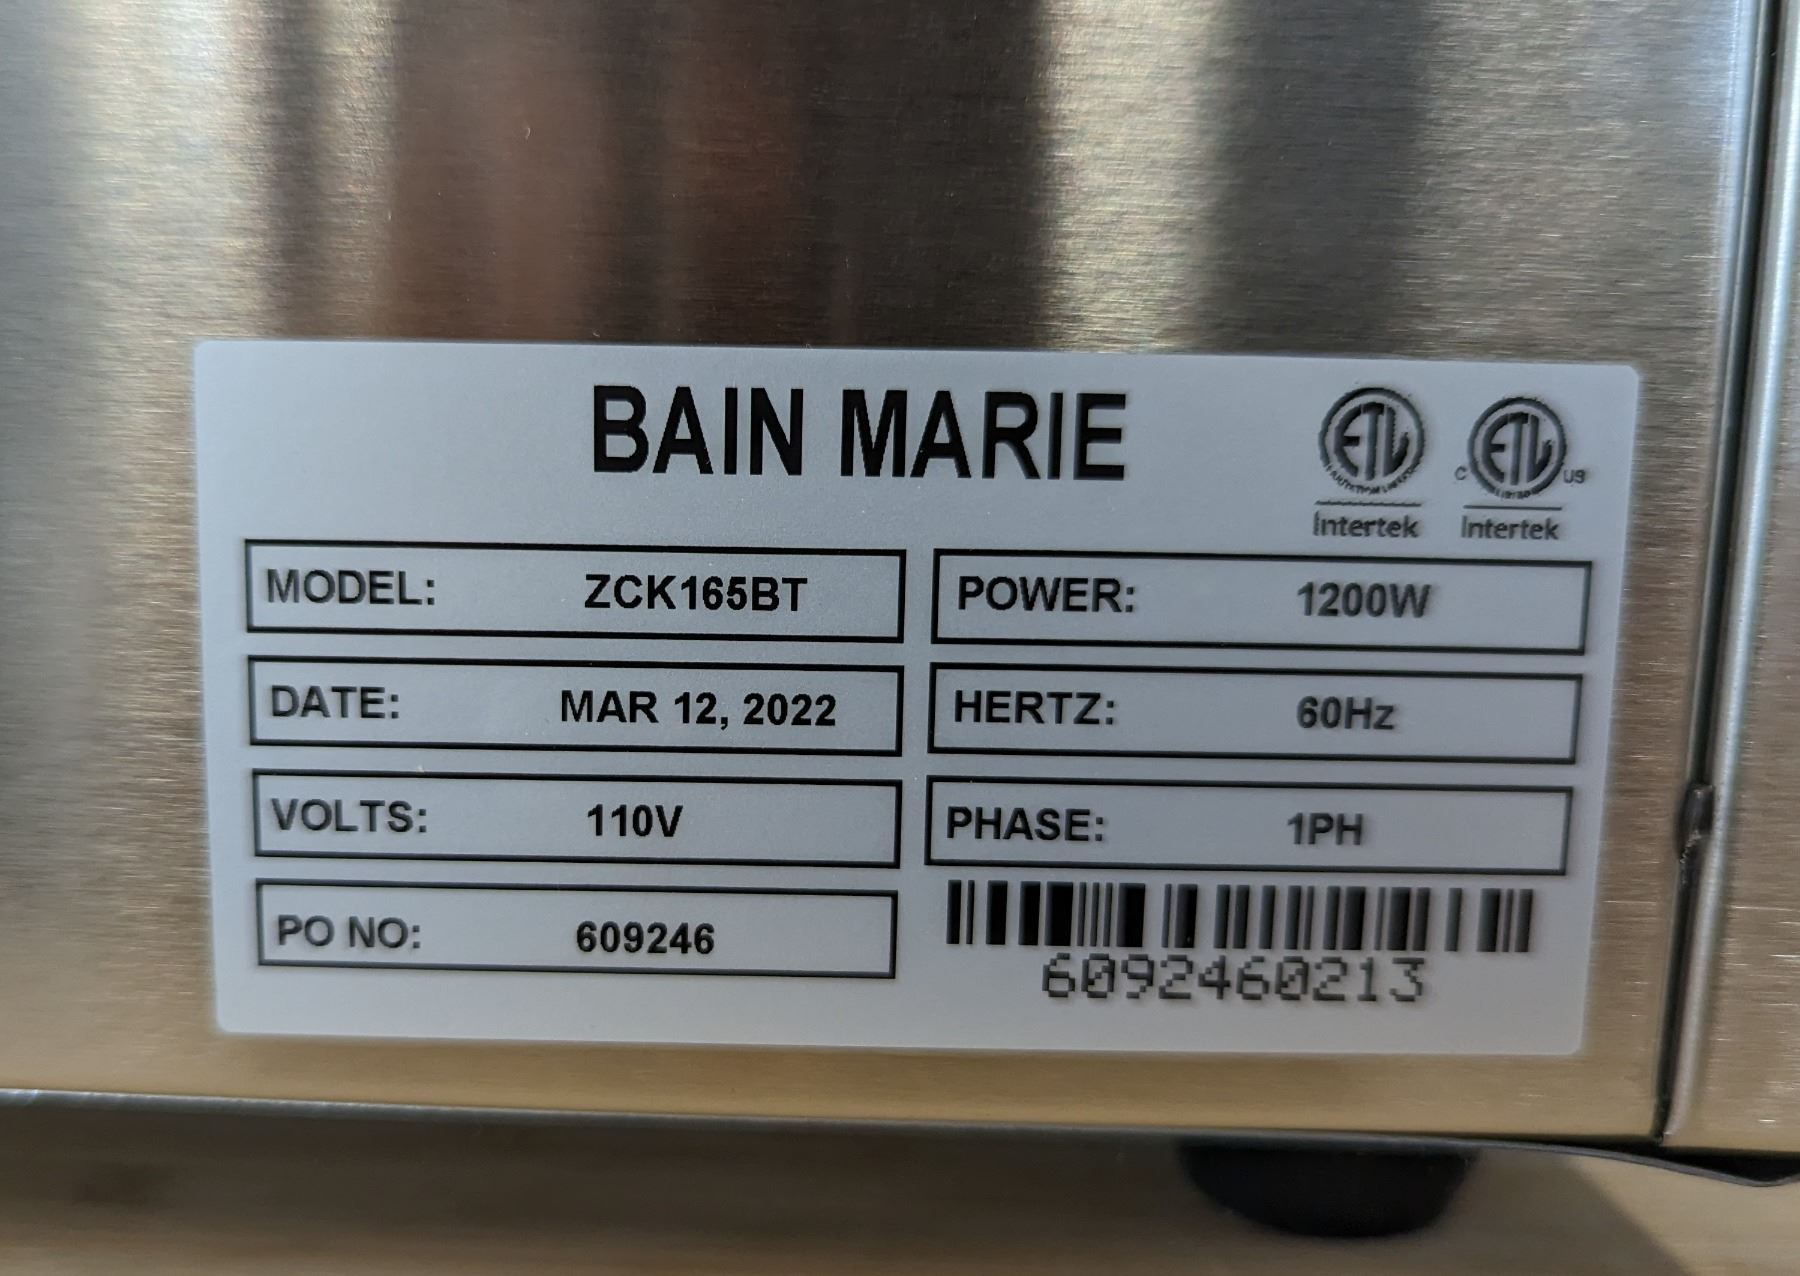 BAIN MARIE
ETL
ETL
C
US
LISTED
Intertek
Intertek
MODEL: ZCK165BT
POWER: 1200W
DATE: MAR 12, 2022
HERTZ: 60Hz
VOLTS: 110V
PHASE: 1PH
PO NO: 609246
6092460213